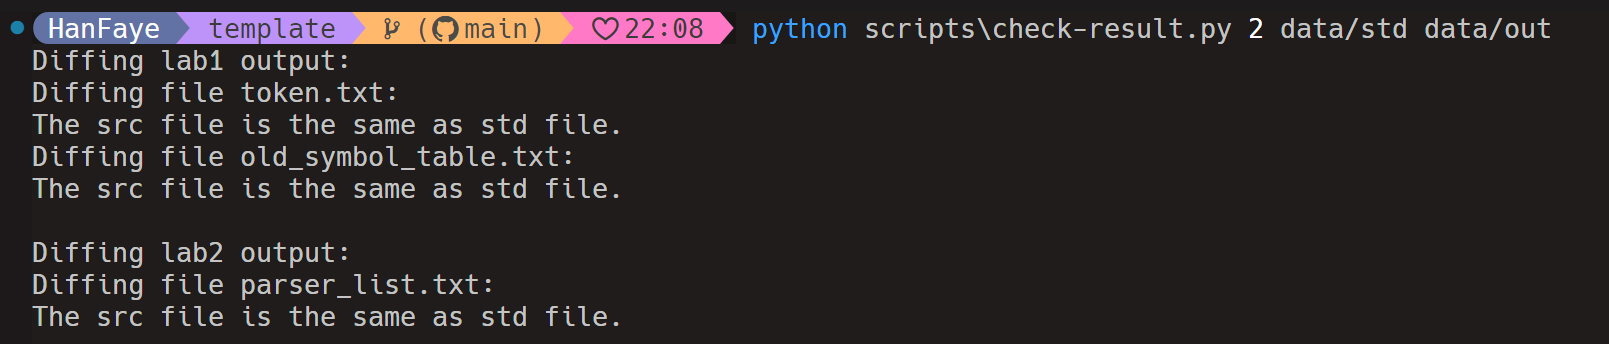 HanFaye template (main) 22:08 python scripts\check-result.py 2 data/std data/out
Diffing lab1 output:
Diffing file token.txt:
The src file is the same as std file.
Diffing file old_symbol_table.txt:
The src file is the same as std file.
Diffing lab2 output:
Diffing file parser_list.txt:
The src file is the same as std file.